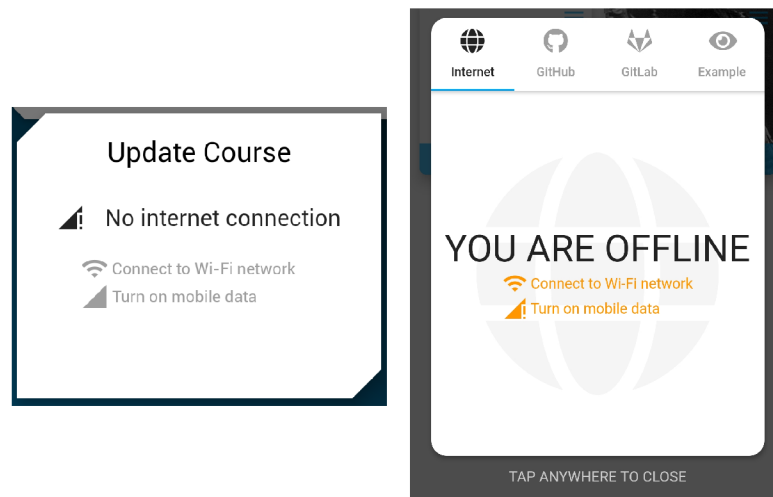 Update Course
No internet connection
Connect to Wi-Fi network
Turn on mobile data
Internet GitHub GitLab Example
YOU ARE OFFLINE
Connect to Wi-Fi network
Turn on mobile data
TAP ANYWHERE TO CLOSE